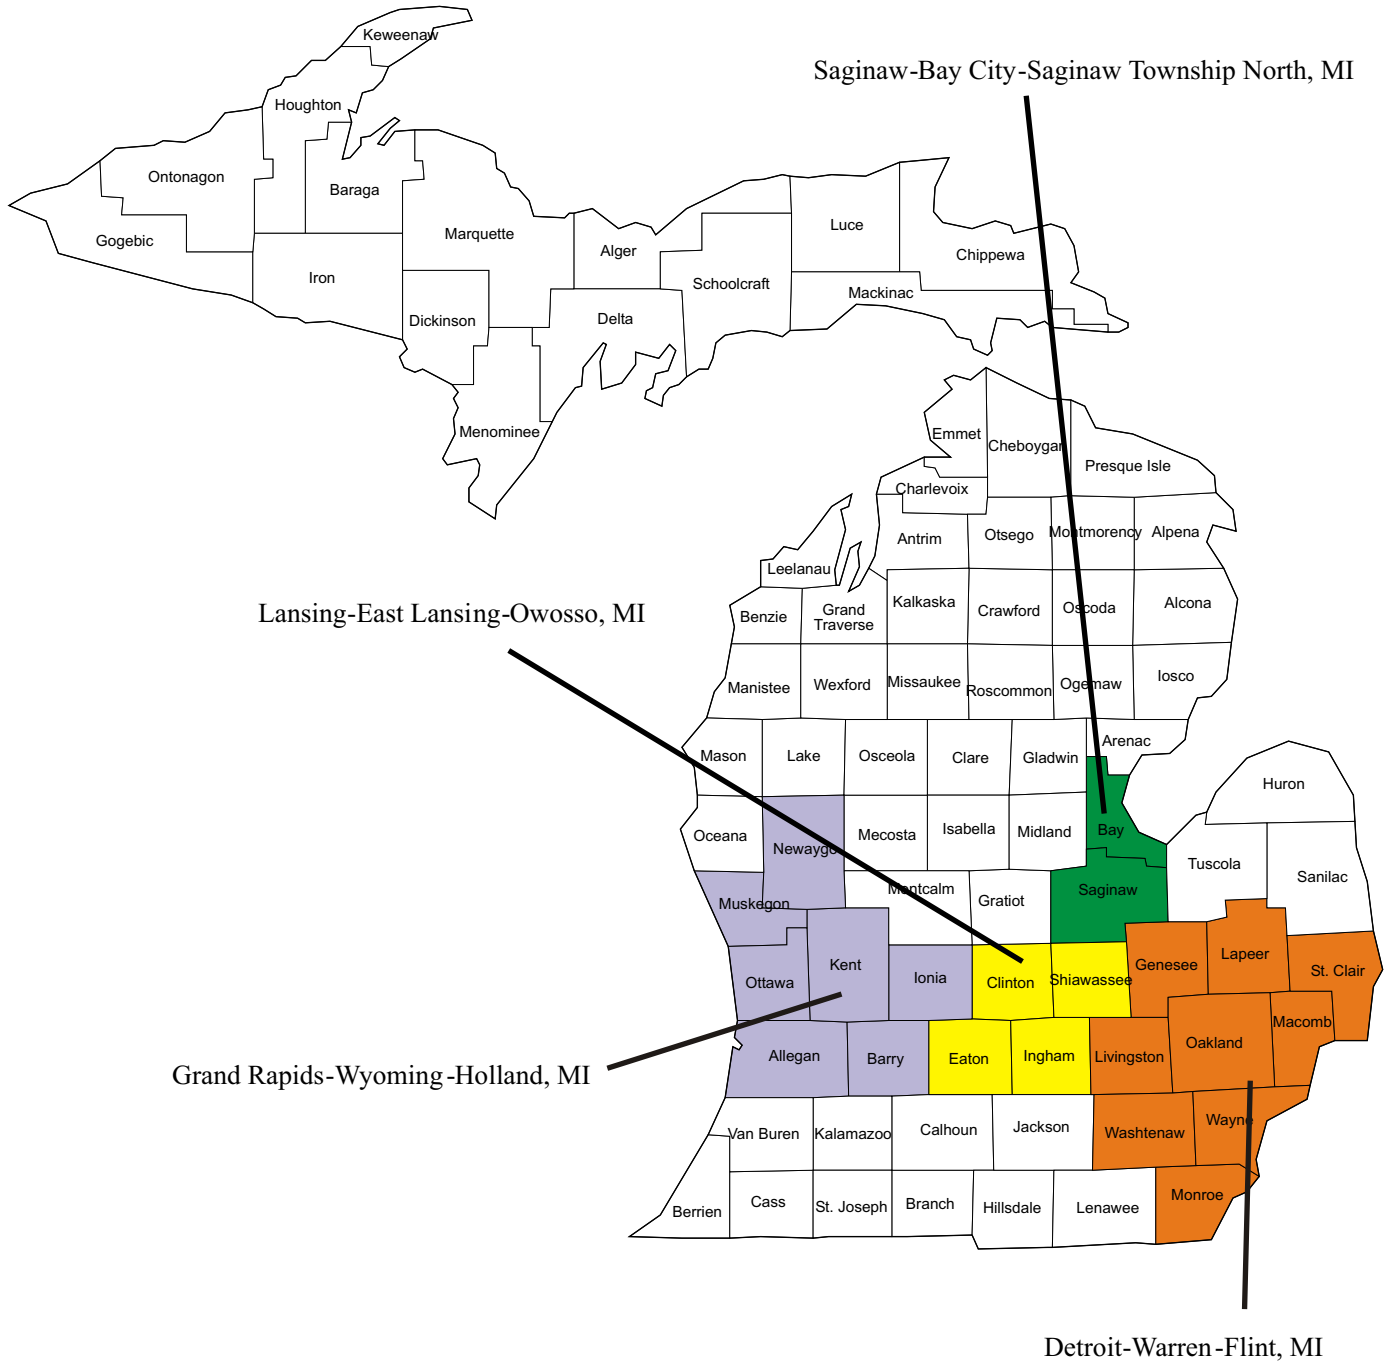 Keweenaw
Saginaw-Bay City-Saginaw Township North, MI
Houghton
Ontonagon
Baraga
Gogebic
Marquette
Luce
Alger
Chippewa
Iron
Schoolcraft
Mackinac
Dickinson
Delta
Menominee
Emmet
Cheboygan
Presque Isle
Charlevoix
Antrim
Otsego
Montmorency
Alpena
Leelanau
Lansing-East Lansing-Owosso, MI
Benzie
Grand
Traverse
Kalkaska
Crawford
Oscoda
Alcona
Manistee
Wexford
Missaukee
Roscommon
Ogemaw
Iosco
Mason
Lake
Osceola
Clare
Gladwin
Arenac
Huron
Oceana
Newaygo
Mecosta
Isabella
Midland
Bay
Tuscola
Sanilac
Muskegon
Montcalm
Gratiot
Saginaw
Ottawa
Kent
Ionia
Clinton
Shiawassee
Genesee
Lapeer
St. Clair
Grand Rapids-Wyoming-Holland, MI
Allegan
Barry
Eaton
Ingham
Livingston
Oakland
Macomb
Van Buren
Kalamazoo
Calhoun
Jackson
Washtenaw
Wayne
Berrien
Cass
St. Joseph
Branch
Hillsdale
Lenawee
Monroe
Detroit-Warren-Flint, MI